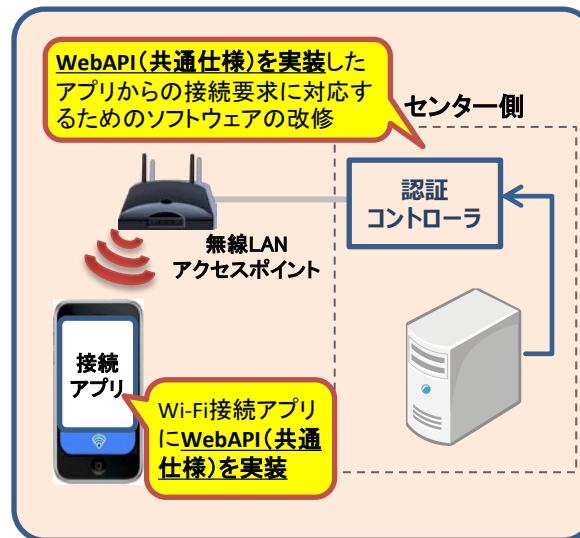 WebAPI(共通仕様)を実装した
アプリからの接続要求に対応す
るためのソフトウェアの改修
センター側
認証
コントローラ
無線LAN
アクセスポイント
接続
アプリ
Wi-Fi接続アプリ
にWebAPI(共通
仕様)を実装